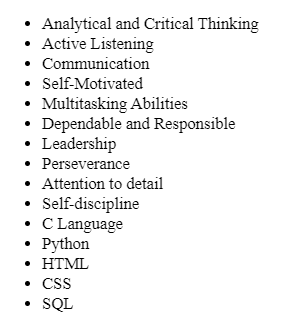 • Analytical and Critical Thinking
• Active Listening
• Communication
• Self-Motivated
• Multitasking Abilities
• Dependable and Responsible
• Leadership
• Perseverance
• Attention to detail
• Self-discipline
• C Language
• Python
• HTML
• CSS
• SQL